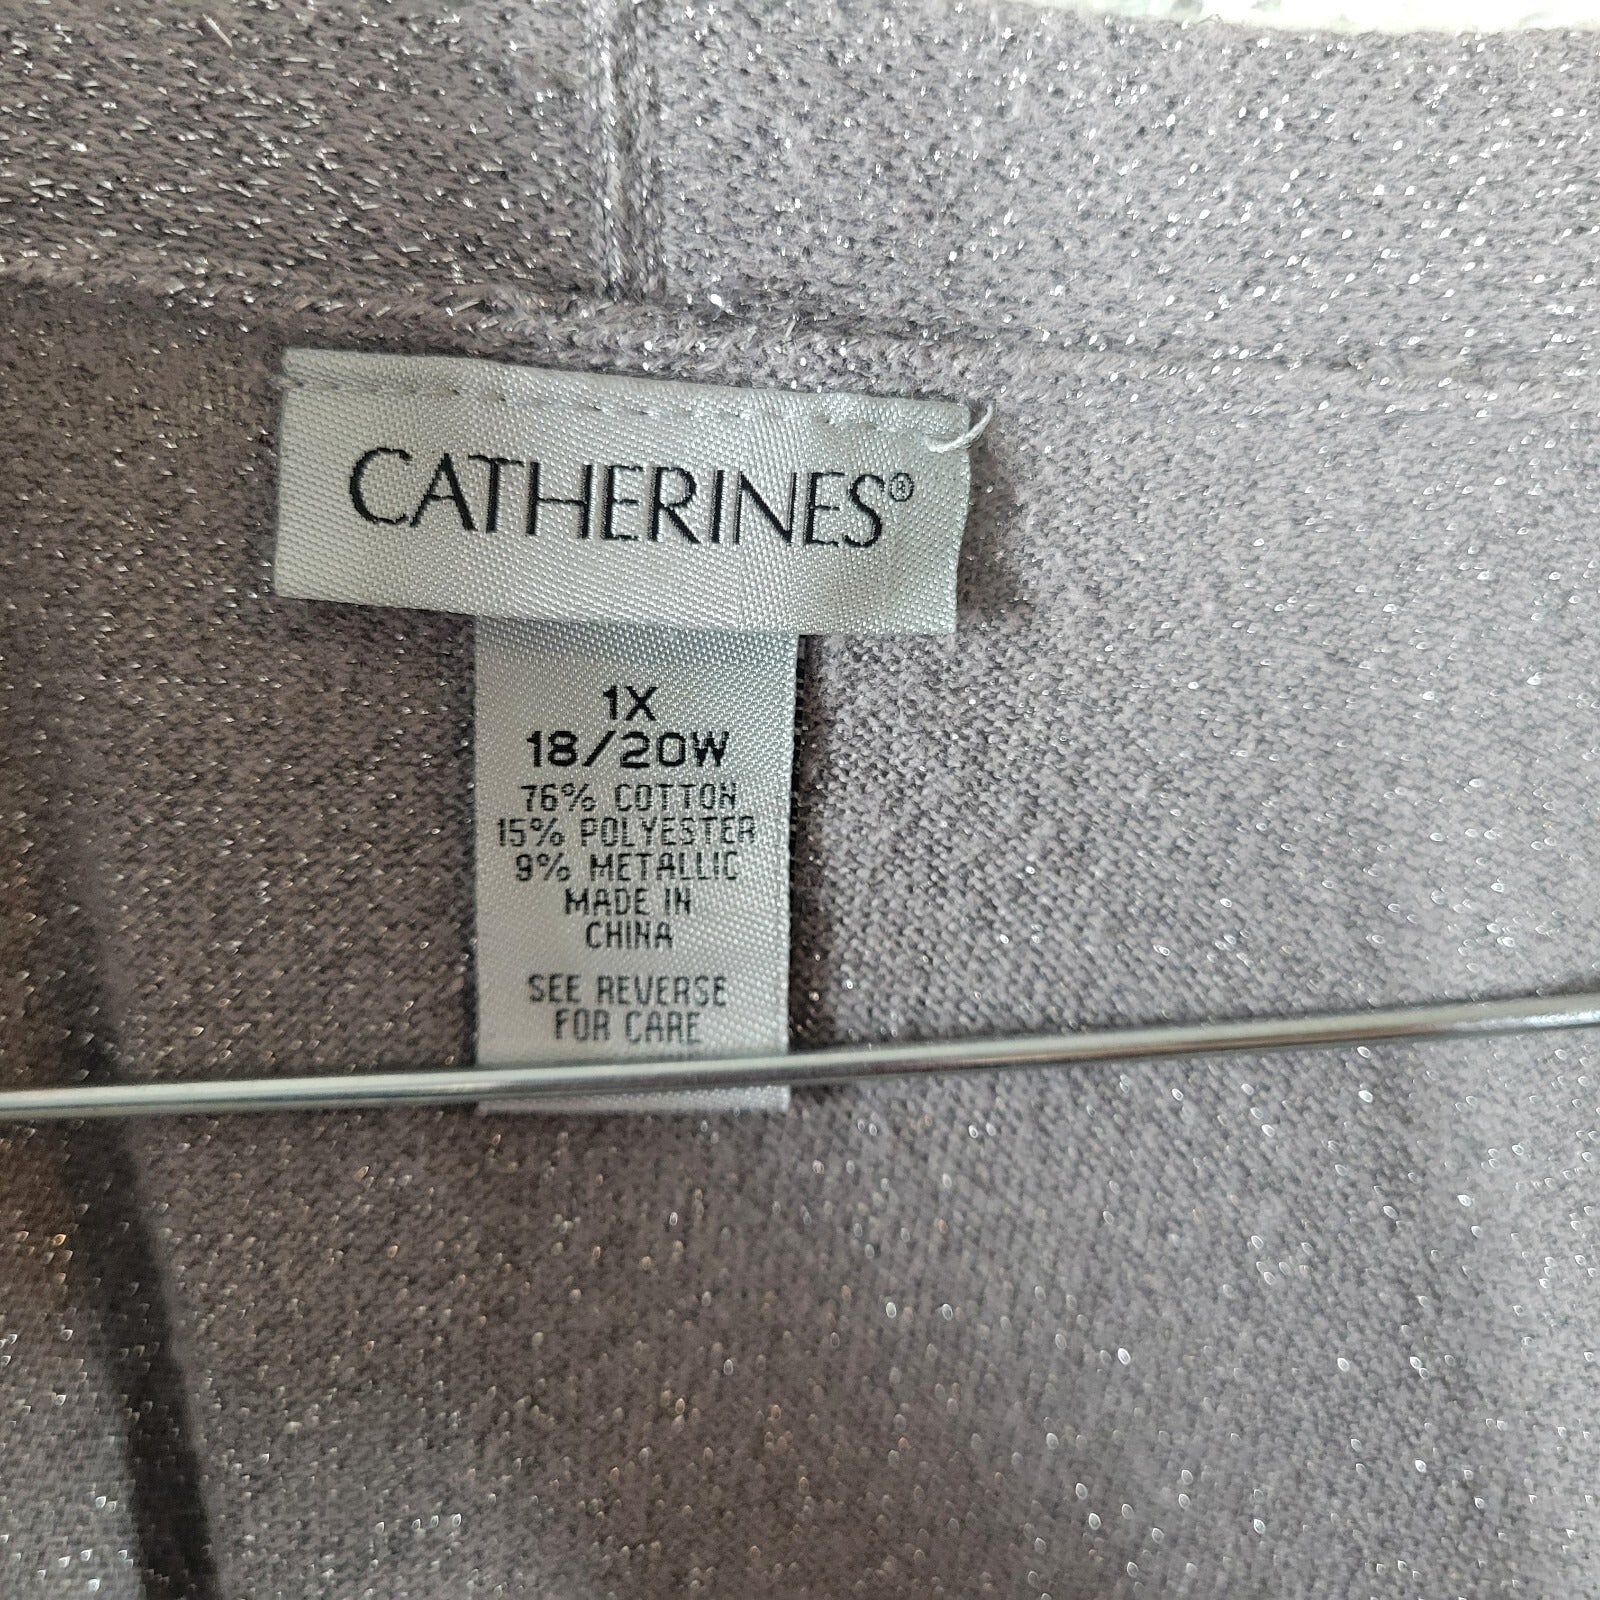 CATHERINES®
1X
18/20W
76% COTTON
15% POLYESTER
9% METALLIC
MADE IN
CHINA
SEE REVERSE
FOR CARE